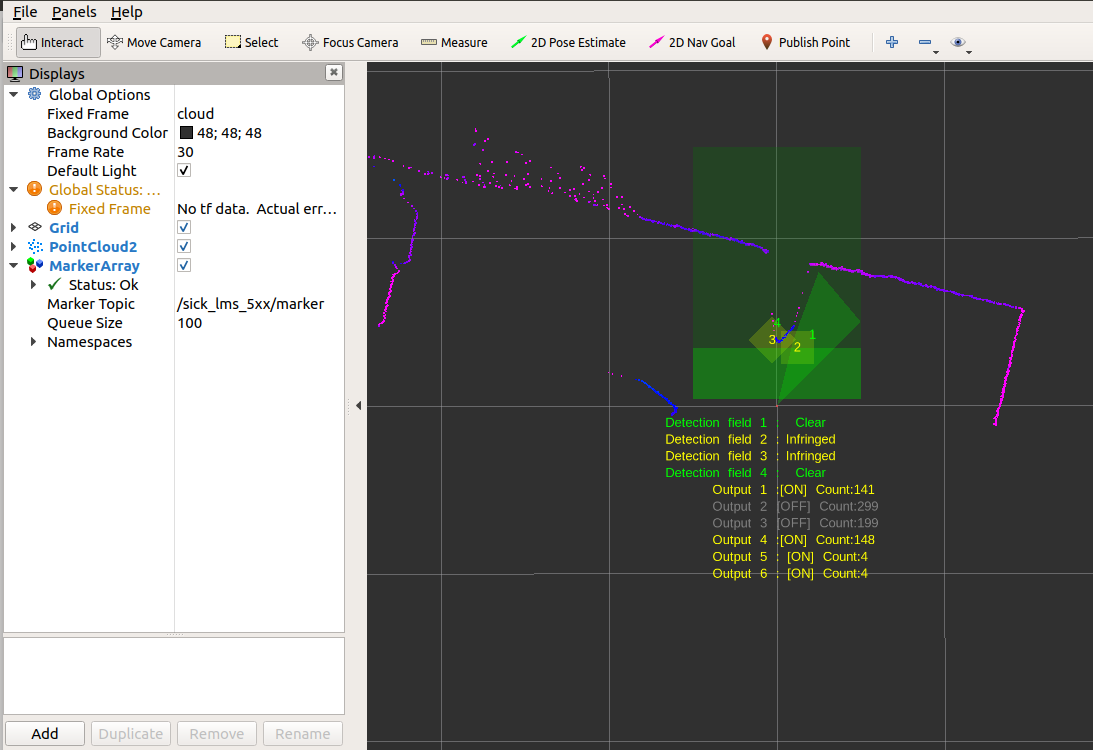 File Panels Help
Interact Move Camera Select Focus Camera Measure 2D Pose Estimate 2D Nav Goal Publish Point
Displays
Global Options
Fixed Frame cloud
Background Color 48; 48; 48
Frame Rate 30
Default Light
Global Status: ...
Fixed Frame No tf data. Actual err...
Grid
PointCloud2
MarkerArray
Status: Ok
Marker Topic /sick_lms_5xx/marker
Queue Size 100
Namespaces
Add Duplicate Remove Rename
4
1
3
2
Detection field 1 : Clear
Detection field 2 : Infringed
Detection field 3 : Infringed
Detection field 4 : Clear
Output 1 :[ON] Count:141
Output 2 [OFF] Count:299
Output 3 [OFF] Count:199
Output 4 :[ON] Count:148
Output 5 : [ON] Count:4
Output 6 : [ON] Count:4